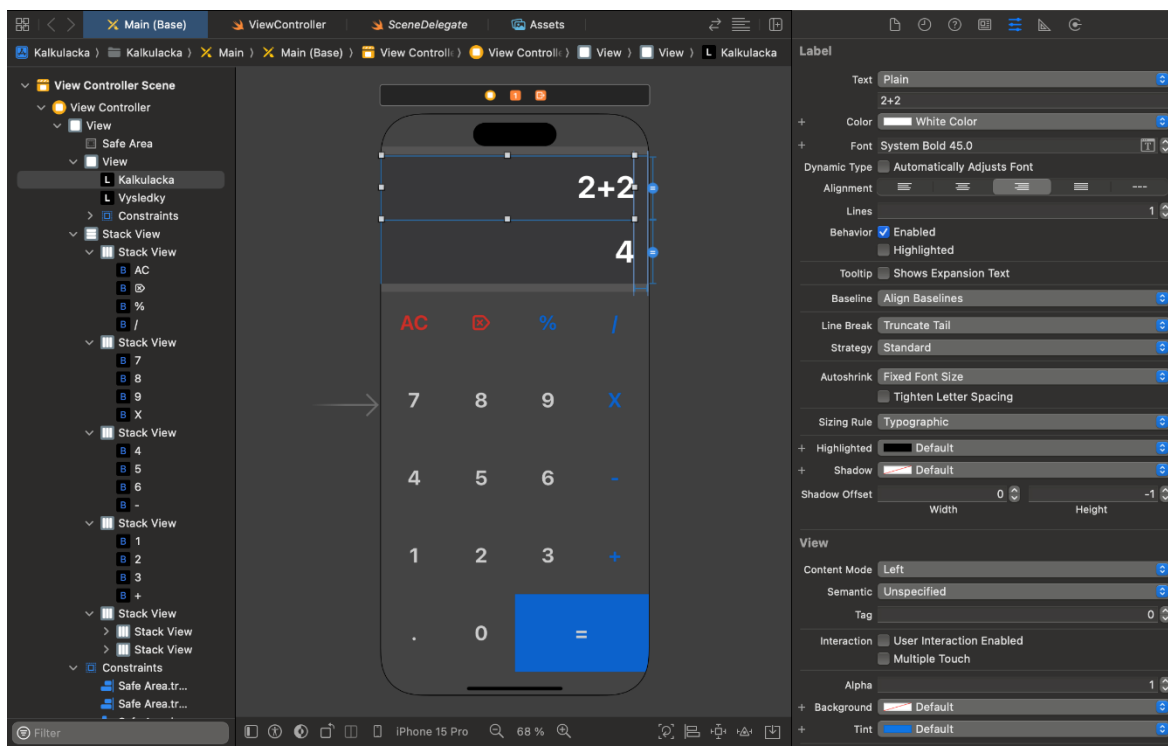 Main (Base)
ViewController
SceneDelegate
Assets
Kalkulacka
Kalkulacka
Main
Main (Base)
View Controll
View Controll
View
View
L Kalkulacka
View Controller Scene
View Controller
View
Safe Area
View
L Kalkulacka
L Vysledky
Constraints
Stack View
Stack View
B AC
B
B %
B /
Stack View
B 7
B 8
B 9
B X
Stack View
B 4
B 5
B 6
B -
Stack View
B 1
B 2
B 3
B +
Stack View
Stack View
Stack View
Constraints
Safe Area.tr...
Safe Area.tr...
Filter
1
2+2
4
AC % /
7 8 9 X
4 5 6 -
1 2 3 +
. 0 =
iPhone 15 Pro
68 %
Label
Text Plain
2+2
+ Color White Color
+ Font System Bold 45.0 T
Dynamic Type Automatically Adjusts Font
Alignment ---
Lines 1
Behavior Enabled
Highlighted
Tooltip Shows Expansion Text
Baseline Align Baselines
Line Break Truncate Tail
Strategy Standard
Autoshrink Fixed Font Size
Tighten Letter Spacing
Sizing Rule Typographic
+ Highlighted Default
+ Shadow Default
Shadow Offset 0 -1
Width Height
View
Content Mode Left
Semantic Unspecified
Tag 0
Interaction User Interaction Enabled
Multiple Touch
Alpha 1
+ Background Default
+ Tint Default